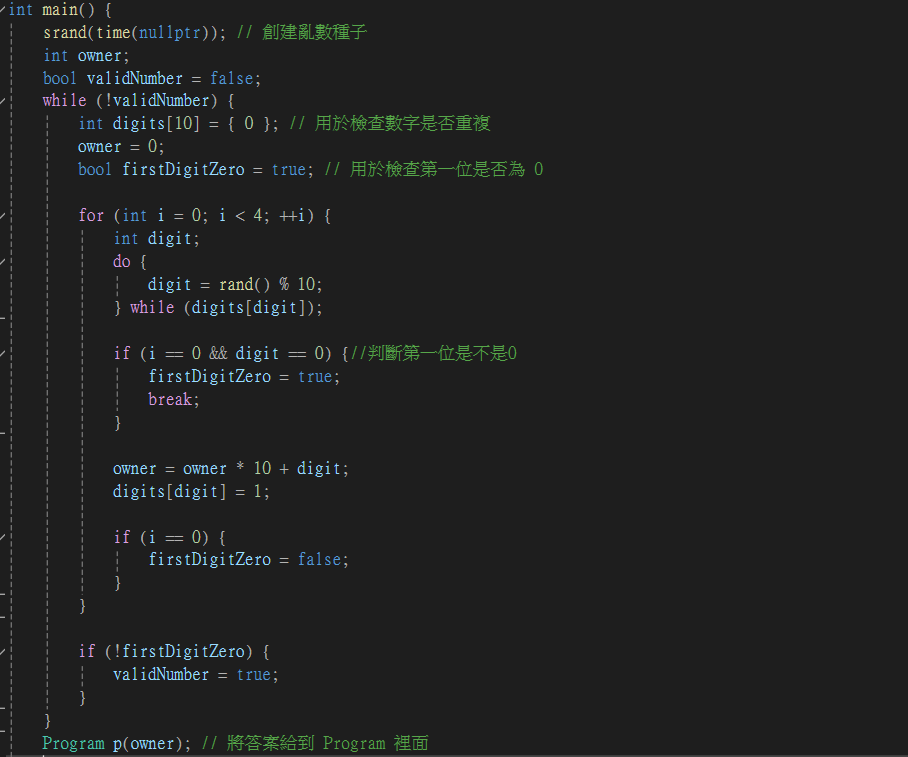 int main() {
srand(time(nullptr)); // 創建亂數種子
int owner;
bool validNumber = false;
while (!validNumber) {
int digits[10] = { 0 }; // 用於檢查數字是否重複
owner = 0;
bool firstDigitZero = true; // 用於檢查第一位是否為 0
for (int i = 0; i < 4; ++i) {
int digit;
do {
digit = rand() % 10;
} while (digits[digit]);
if (i == 0 && digit == 0) {//判斷第一位是不是0
firstDigitZero = true;
break;
}
owner = owner * 10 + digit;
digits[digit] = 1;
if (i == 0) {
firstDigitZero = false;
}
}
if (!firstDigitZero) {
validNumber = true;
}
}
Program p(owner); // 將答案給到 Program 裡面